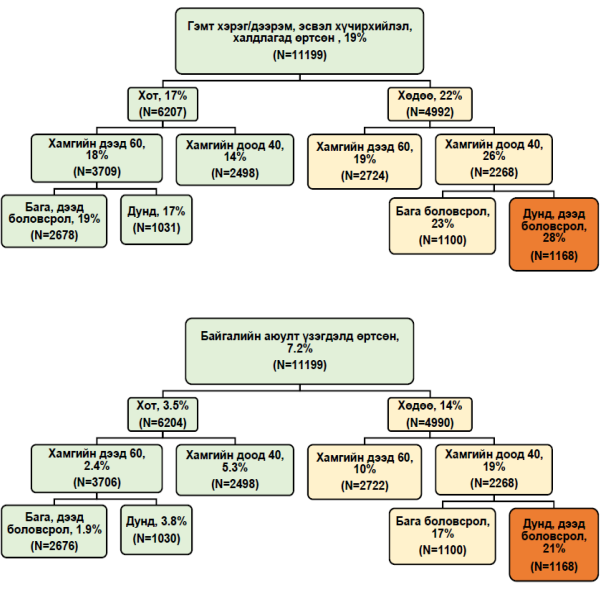 Гэмт хэрэг/дээрэм, эсвэл хүчирхийлэл,
халдлагад өртсөн , 19%
(N=11199)
Хот, 17%
(N=6207)
Хөдөө, 22%
(N=4992)
Хамгийн дээд 60,
18%
(N=3709)
Хамгийн доод 40,
14%
(N=2498)
Хамгийн дээд 60,
19%
(N=2724)
Хамгийн доод 40,
26%
(N=2268)
Бага, дээд
боловсрол, 19%
(N=2678)
Дунд, 17%
(N=1031)
Бага боловсрол,
23%
(N=1100)
Дунд, дээд
боловсрол,
28%
(N=1168)
Байгалийн аюулт үзэгдэлд өртсөн,
7.2%
(N=11199)
Хот, 3.5%
(N=6204)
Хөдөө, 14%
(N=4990)
Хамгийн дээд 60,
2.4%
(N=3706)
Хамгийн доод 40,
5.3%
(N=2498)
Хамгийн дээд 60,
10%
(N=2722)
Хамгийн доод 40,
19%
(N=2268)
Бага, дээд
боловсрол, 1.9%
(N=2676)
Дунд, 3.8%
(N=1030)
Бага боловсрол,
17%
(N=1100)
Дунд, дээд
боловсрол,
21%
(N=1168)